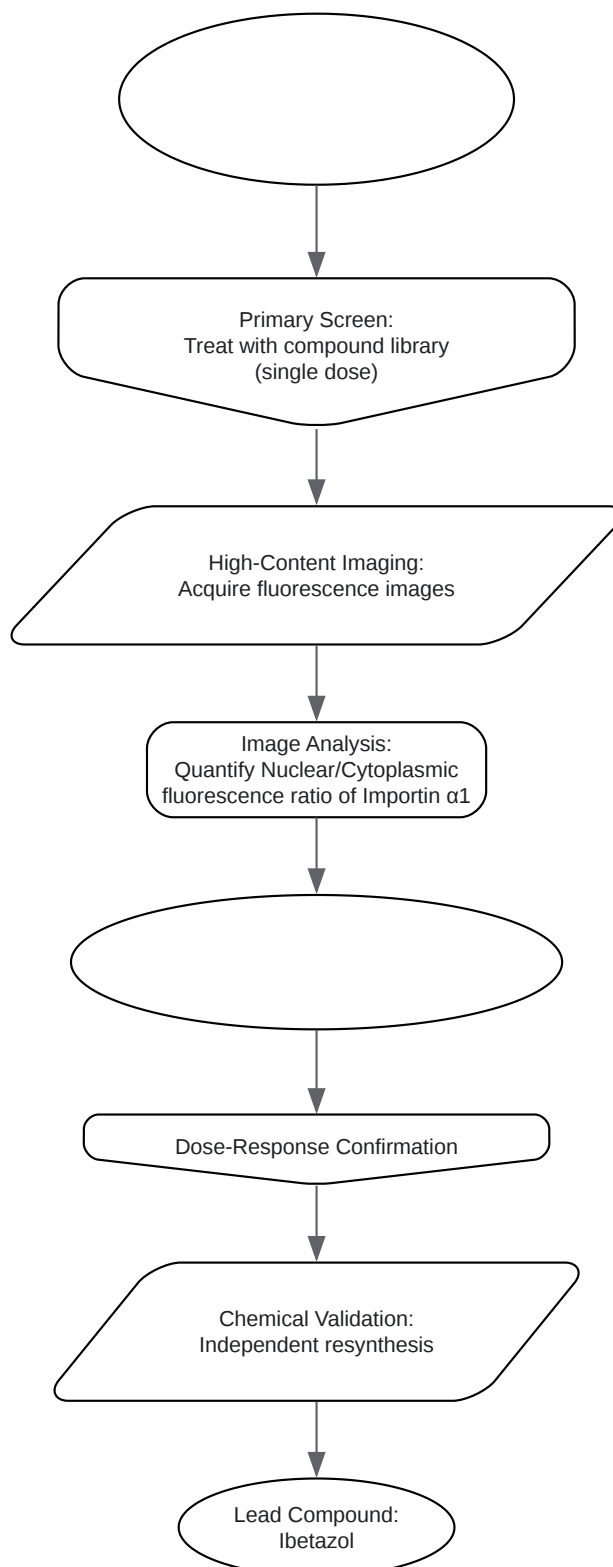 Primary Screen:
Treat with compound library
(single dose)
High-Content Imaging:
Acquire fluorescence images
Image Analysis:
Quantify Nuclear/Cytoplasmic
fluorescence ratio of Importin α1
Dose-Response Confirmation
Chemical Validation:
Independent resynthesis
Lead Compound:
Ibetazol